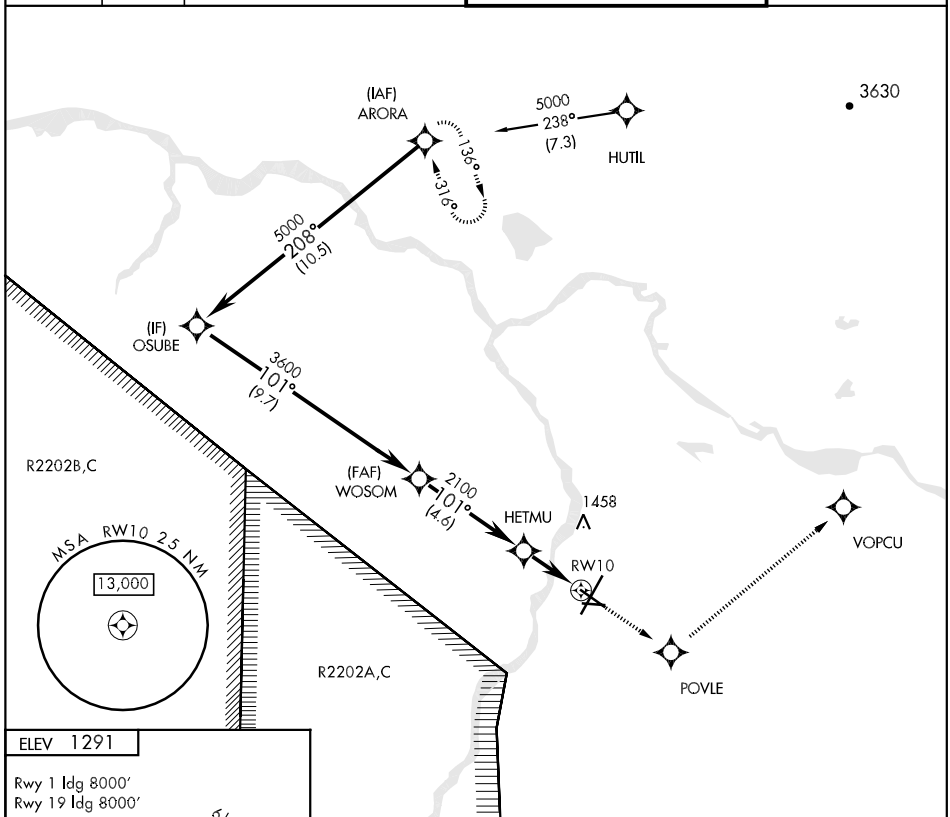 (IAF)
ARORA
5000
238°
(7.3)
HUTIL
3630
136°
316°
5000
208°
(10.5)
(IF)
OSUBE
3600
101°
(9.7)
R2202B,C
(FAF)
WOSOM
2100
101°
(4.6)
HETMU
1458
VOPCU
RW10
MSA RW10 25 NM
13,000
R2202A,C
POVLE
ELEV 1291
Rwy 1 ldg 8000'
Rwy 19 ldg 8000'